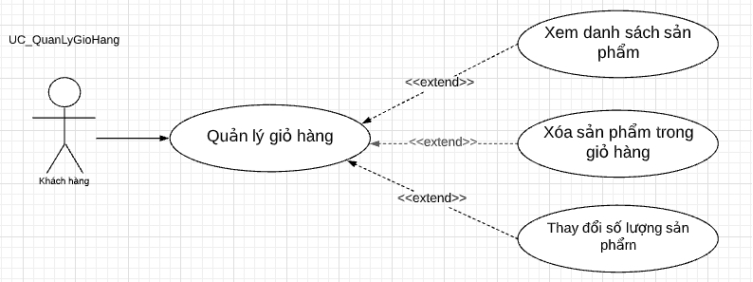 UC_QuanLyGioHang
Khách hàng
Quản lý giỏ hàng
<<extend>>
Xem danh sách sản
phẩm
<<extend>>
Xóa sản phẩm trong
giỏ hàng
<<extend>>
Thay đổi số lượng sản
phẩm